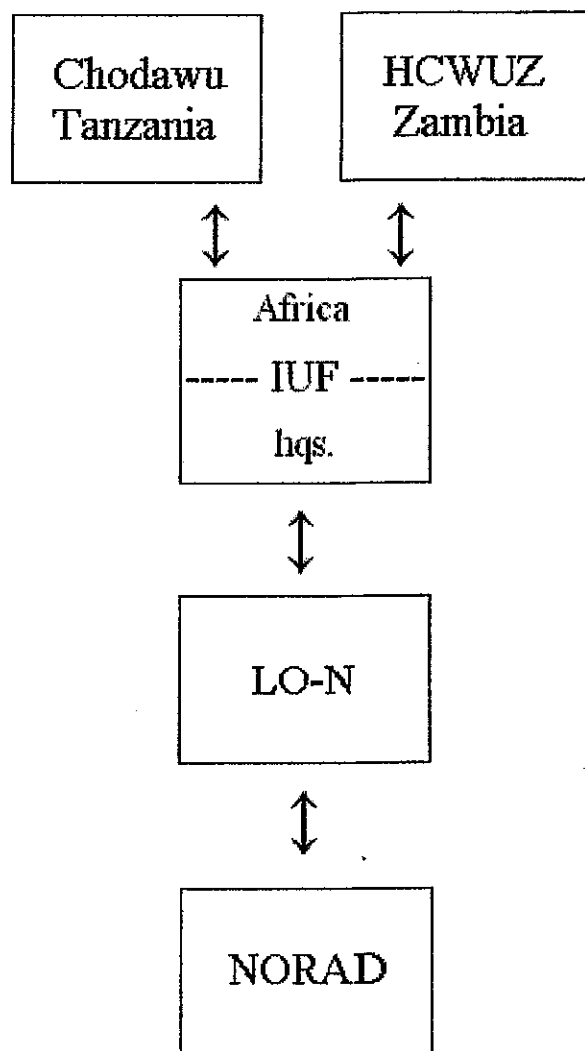 Chodawu
Tanzania
HCWUZ
Zambia
Africa
----- IUF -----
hqs.
LO-N
NORAD